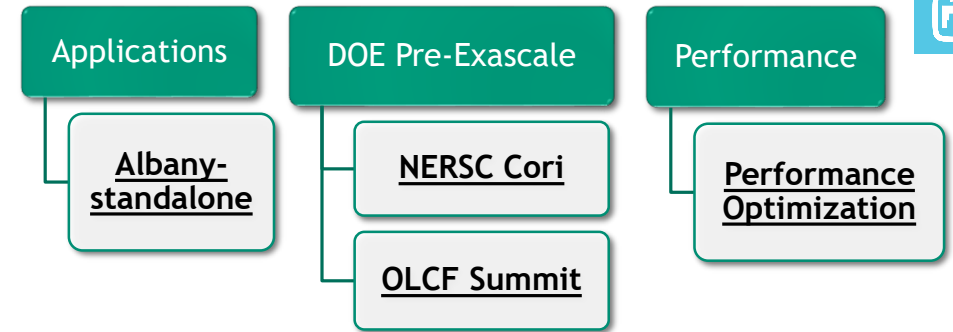 Applications
Albany-
standalone
DOE Pre-Exascale
NERSC Cori
OLCF Summit
Performance
Performance
Optimization